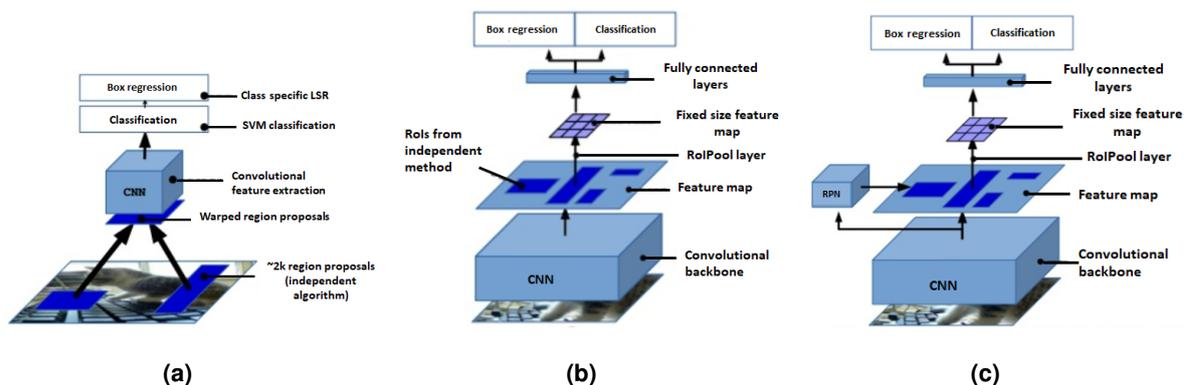 Box regression
Class specific LSR
Classification
SVM classification
CNN
Convolutional
feature extraction
Warped region proposals
~2k region proposals
(independent
algorithm)
(a)
Box regression
Classification
Fully connected
layers
Fixed size feature
map
RoIs from
independent
method
RoIPool layer
Feature map
Convolutional
backbone
CNN
(b)
Box regression
Classification
Fully connected
layers
Fixed size feature
map
RoIPool layer
RPN
Feature map
Convolutional
backbone
CNN
(c)